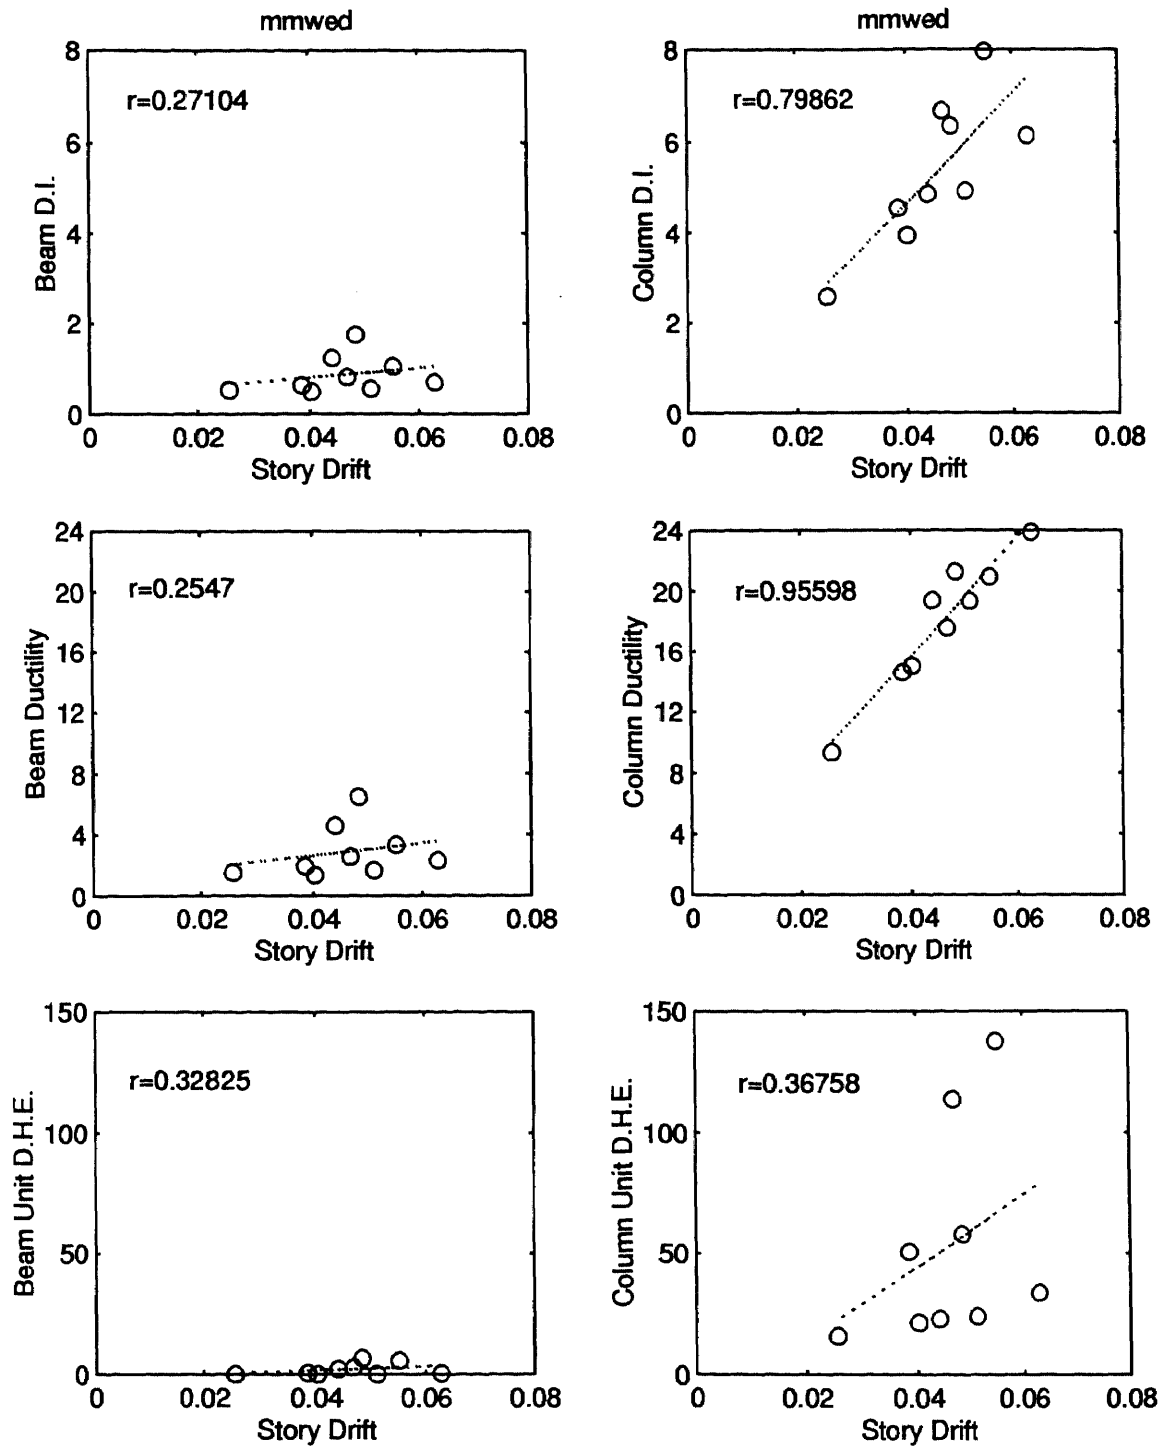 mmwed
8
6
4
2
0
Beam D.I.
r=0.27104
0 0.02 0.04 0.06 0.08
Story Drift
mmwed
8
6
4
2
0
Column D.I.
r=0.79862
0 0.02 0.04 0.06 0.08
Story Drift
24
20
16
12
8
4
0
Beam Ductility
r=0.2547
0 0.02 0.04 0.06 0.08
Story Drift
24
20
16
12
8
4
0
Column Ductility
r=0.95598
0 0.02 0.04 0.06 0.08
Story Drift
150
100
50
0
Beam Unit D.H.E.
r=0.32825
0 0.02 0.04 0.06 0.08
Story Drift
150
100
50
0
Column Unit D.H.E.
r=0.36758
0 0.02 0.04 0.06 0.08
Story Drift